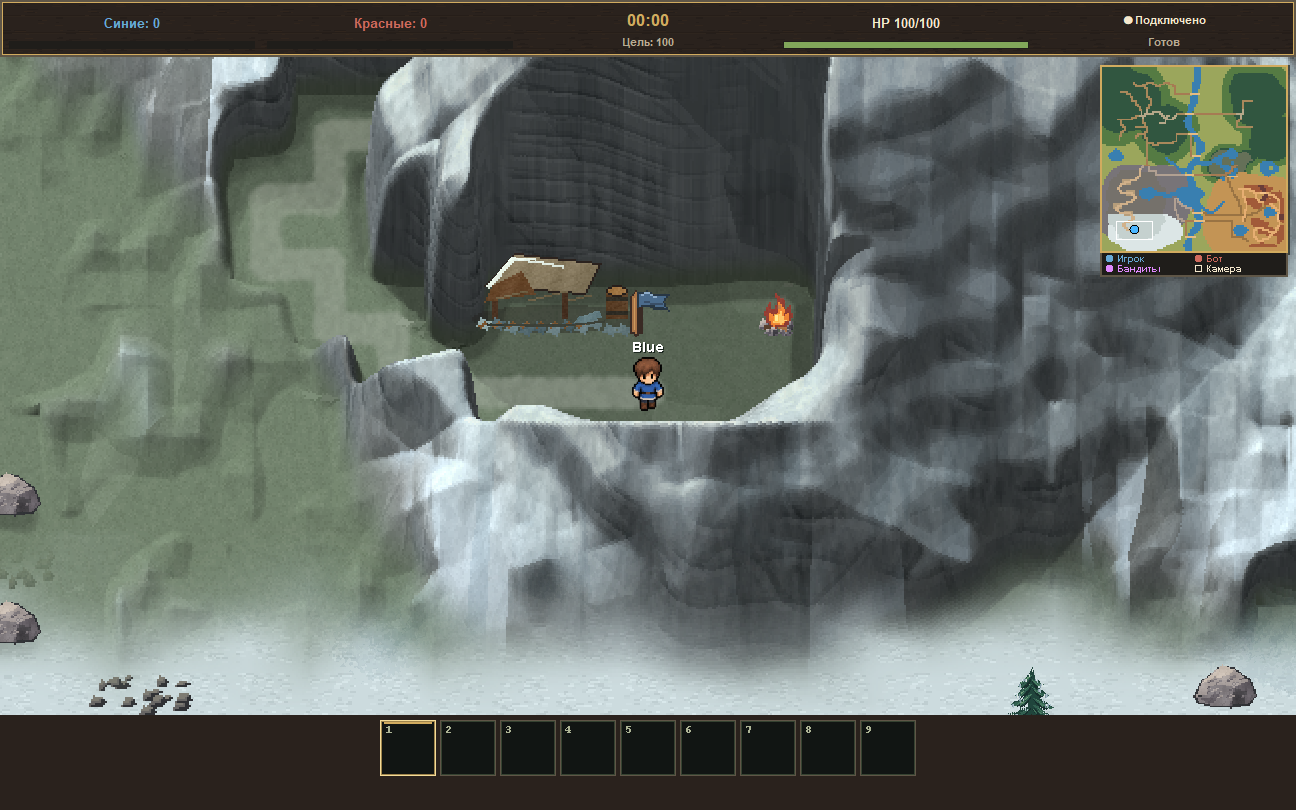 Синие: 0
Красные: 0
00:00
Цель: 100
HP 100/100
Подключено
Готов
Игрок
Бот
Бандиты
Камера
Blue
1 2 3 4 5 6 7 8 9